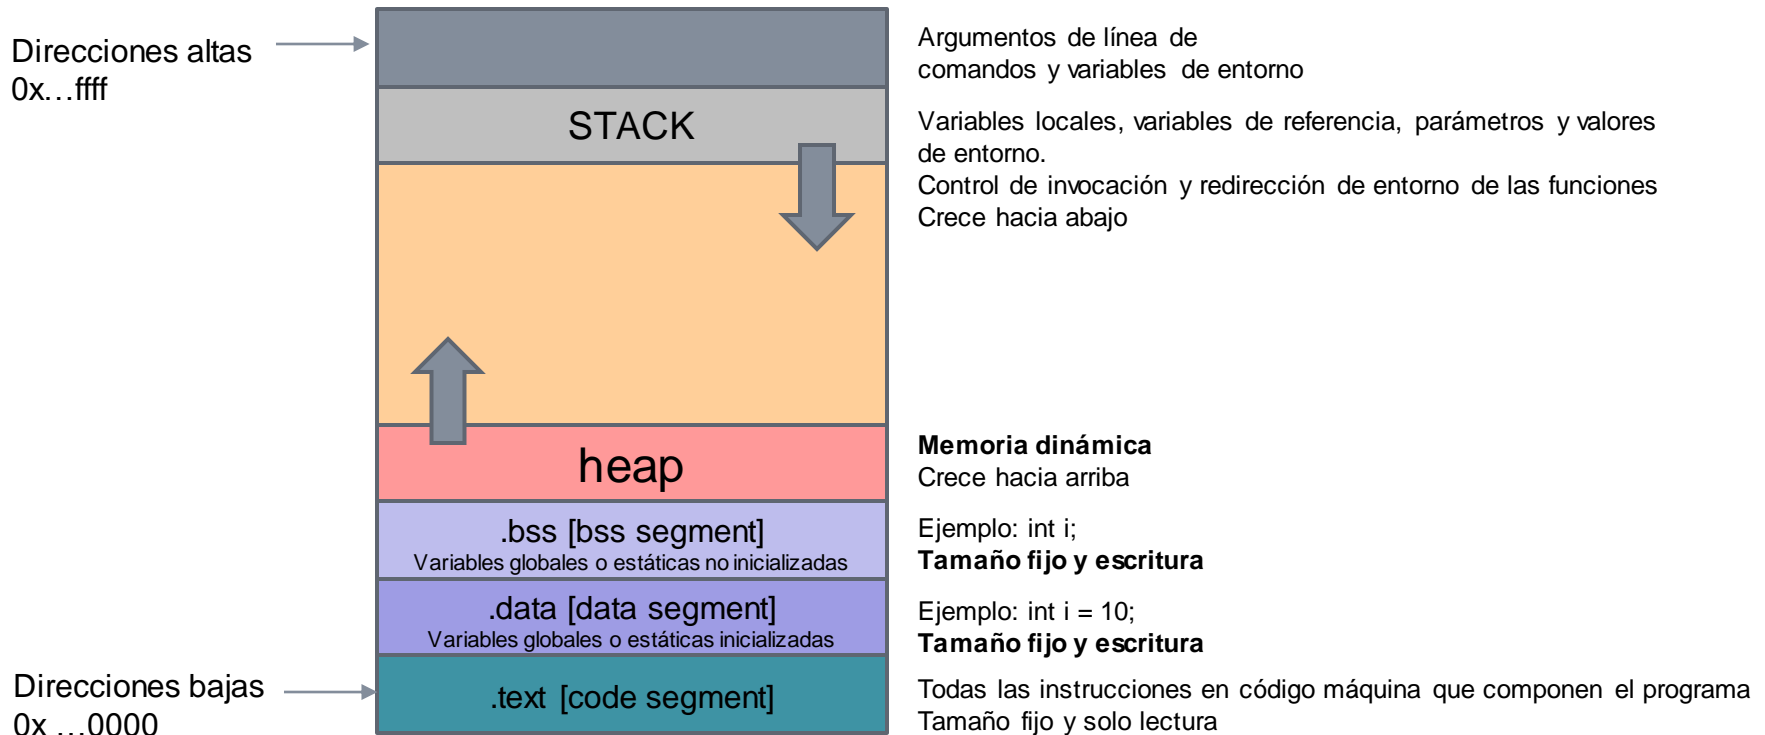 Direcciones altas
0x…ffff
Argumentos de línea de
comandos y variables de entorno
STACK
Variables locales, variables de referencia, parámetros y valores
de entorno.
Control de invocación y redirección de entorno de las funciones
Crece hacia abajo
heap
Memoria dinámica
Crece hacia arriba
.bss [bss segment]
Variables globales o estáticas no inicializadas
Ejemplo: int i;
Tamaño fijo y escritura
.data [data segment]
Variables globales o estáticas inicializadas
Ejemplo: int i = 10;
Tamaño fijo y escritura
Direcciones bajas
0x …0000
.text [code segment]
Todas las instrucciones en código máquina que componen el programa
Tamaño fijo y solo lectura